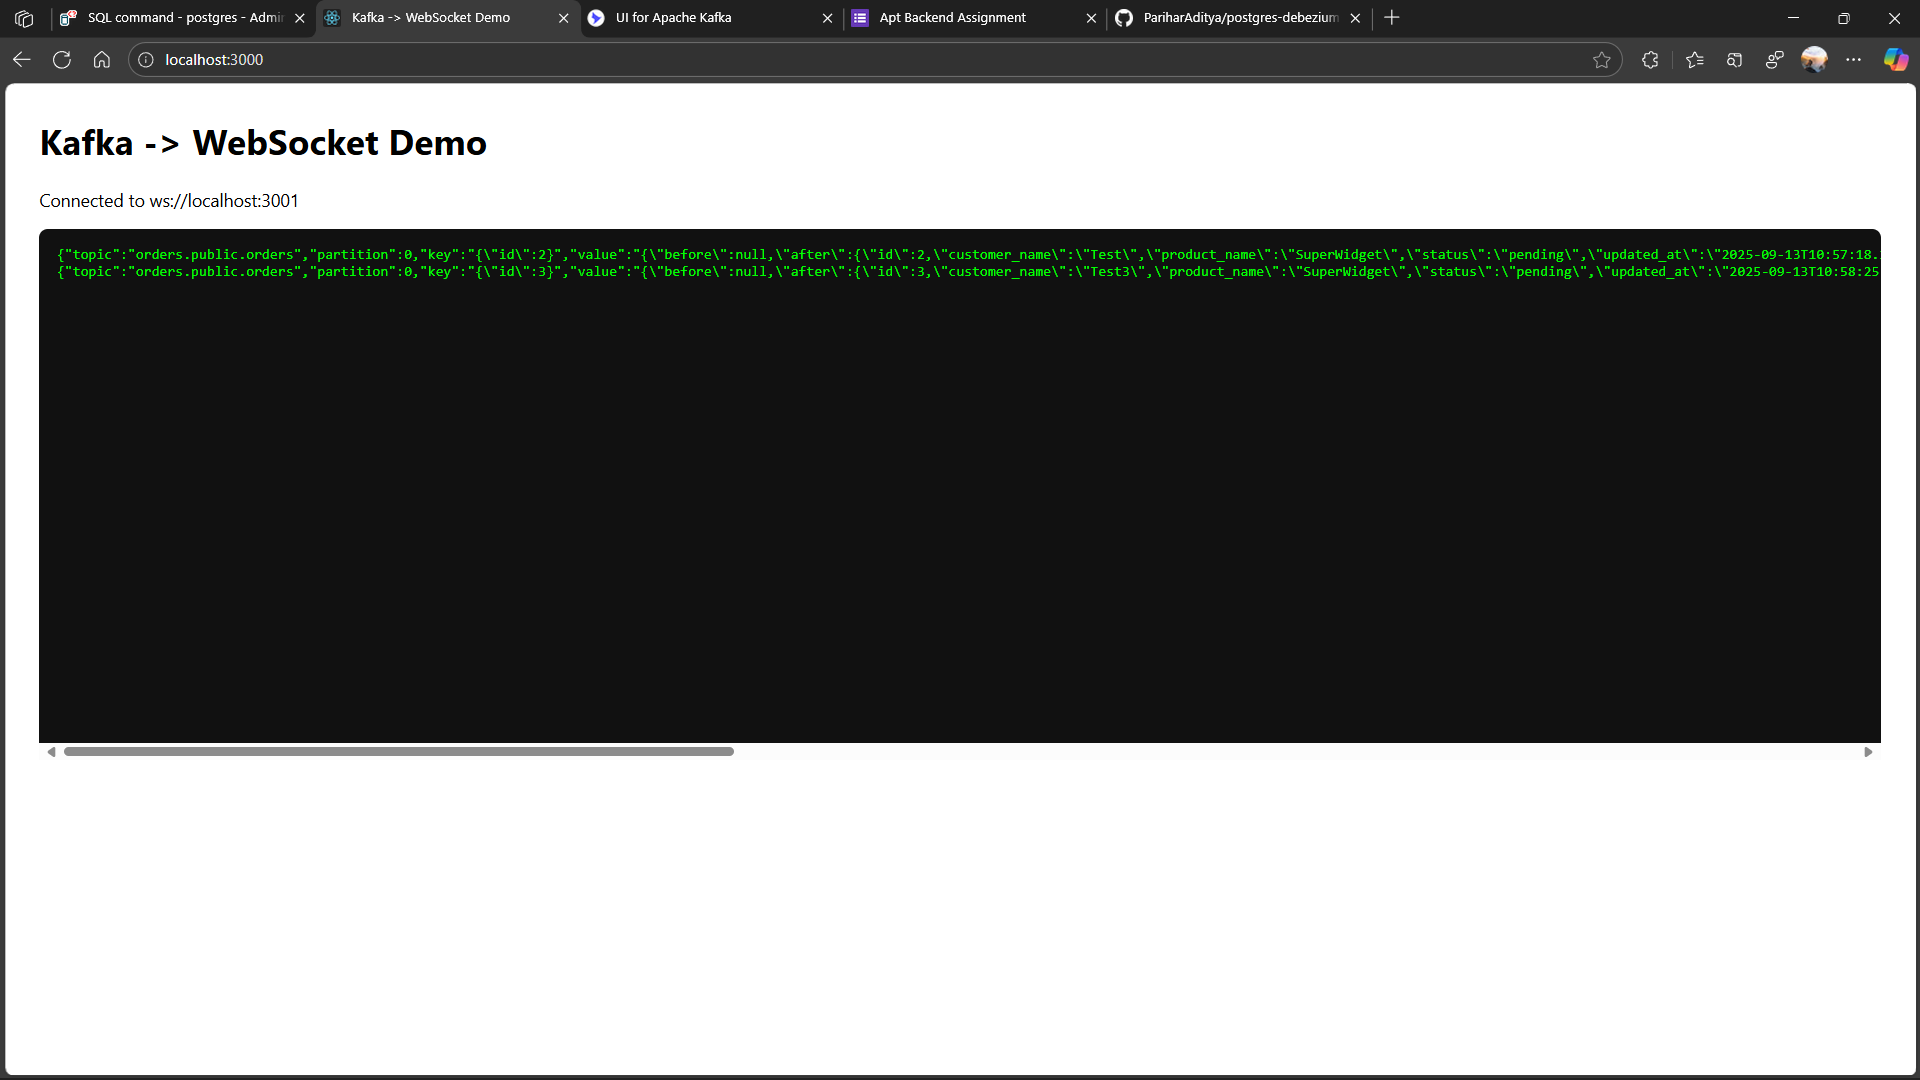 SQL command - postgres - Admin
Kafka -> WebSocket Demo
UI for Apache Kafka
Apt Backend Assignment
PariharAditya/postgres-debezium
localhost:3000
Kafka -> WebSocket Demo
Connected to ws://localhost:3001
{"topic":"orders.public.orders","partition":0,"key":"{\"id\":2}","value":"{\"before\":null,\"after\":{\"id\":2,\"customer_name\":\"Test\",\"product_name\":\"SuperWidget\",\"status\":\"pending\",\"updated_at\":\"2025-09-13T10:57:18.
{"topic":"orders.public.orders","partition":0,"key":"{\"id\":3}","value":"{\"before\":null,\"after\":{\"id\":3,\"customer_name\":\"Test3\",\"product_name\":\"SuperWidget\",\"status\":\"pending\",\"updated_at\":\"2025-09-13T10:58:25